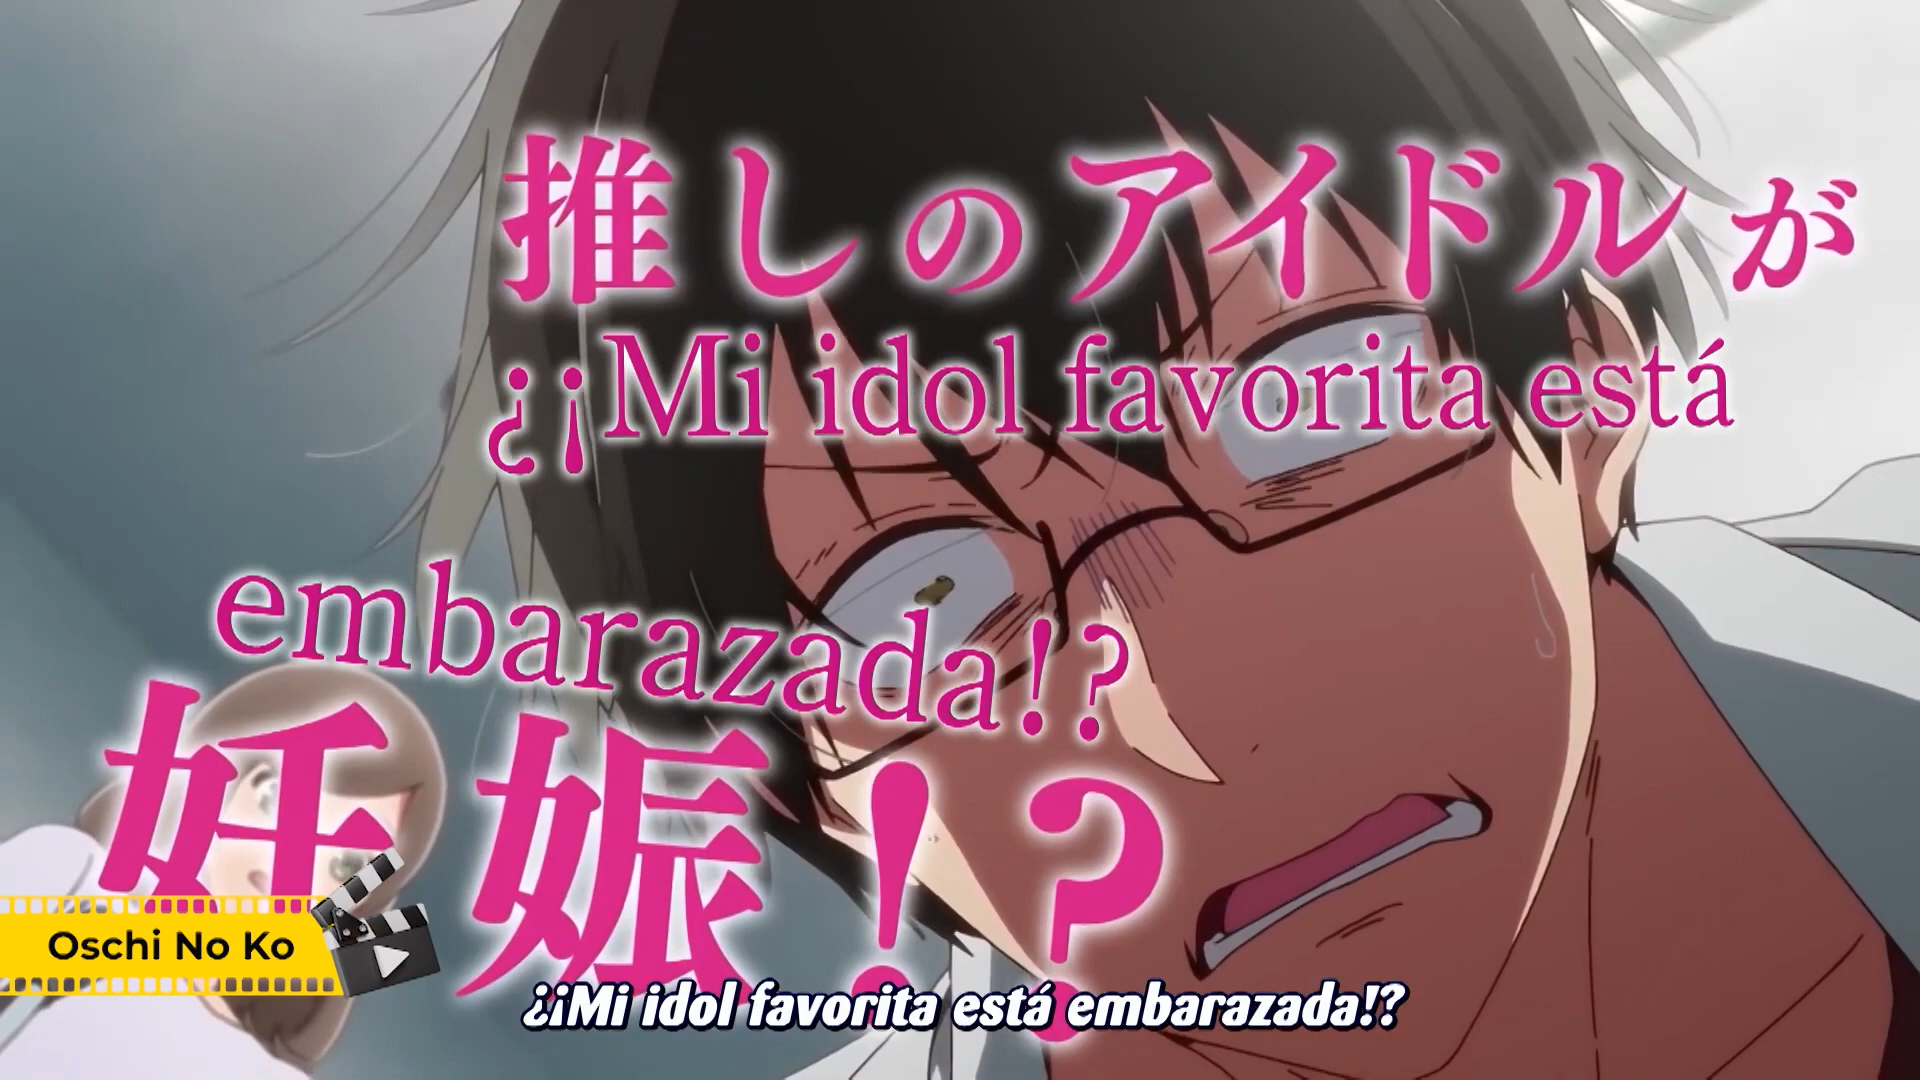 推しのアイドルが
¿¡Mi idol favorita está
embarazada!?
妊娠！？
Oschi No Ko
¿¡Mi idol favorita está embarazada!?